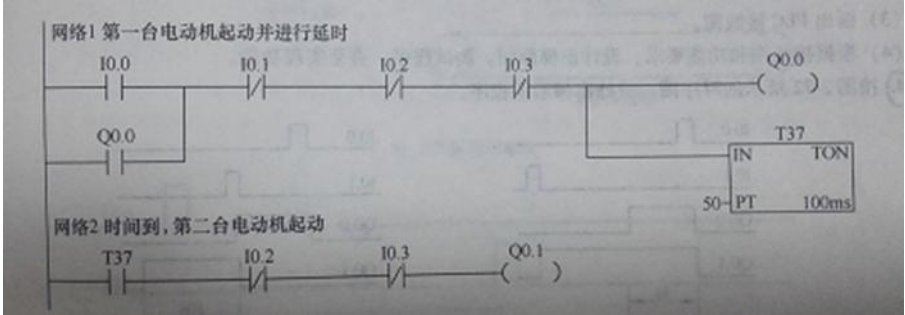 网络1 第一台电动机起动并进行延时
I0.0 I0.1 I0.2 I0.3 Q0.0
Q0.0 T37
IN TON
50 PT 100ms
网络2 时间到，第二台电动机起动
T37 I0.2 I0.3 Q0.1